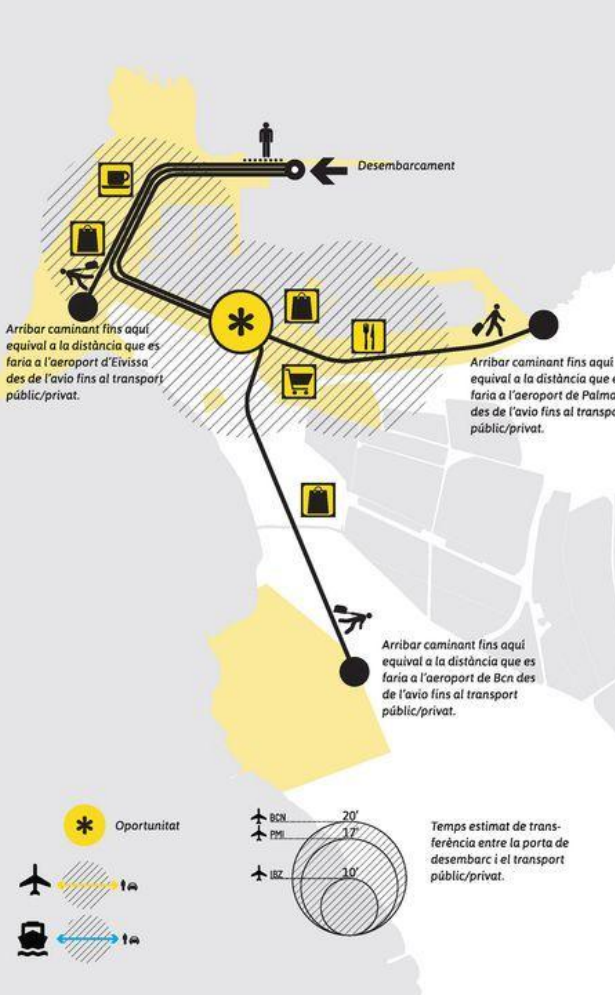 Desembarcament
Arribar caminant fins aquí
equival a la distància que es
faria a l'aeroport d'Eivissa
des de l'avio fins al transport
públic/privat.
Arribar caminant fins aquí
equival a la distància que
faria a l'aeroport de
des de l'avio fins al
públic/privat.
Arribar caminant fins aquí
equival a la distància que es
faria a l'aeroport de Bcn des
de l'avio fins al transport
públic/privat.
Oportunitat
BCN 20'
PMI 17'
IBZ 10'
Temps estimat de trans-
ferència entre la porta de
desembarc i el transport
públic/privat.